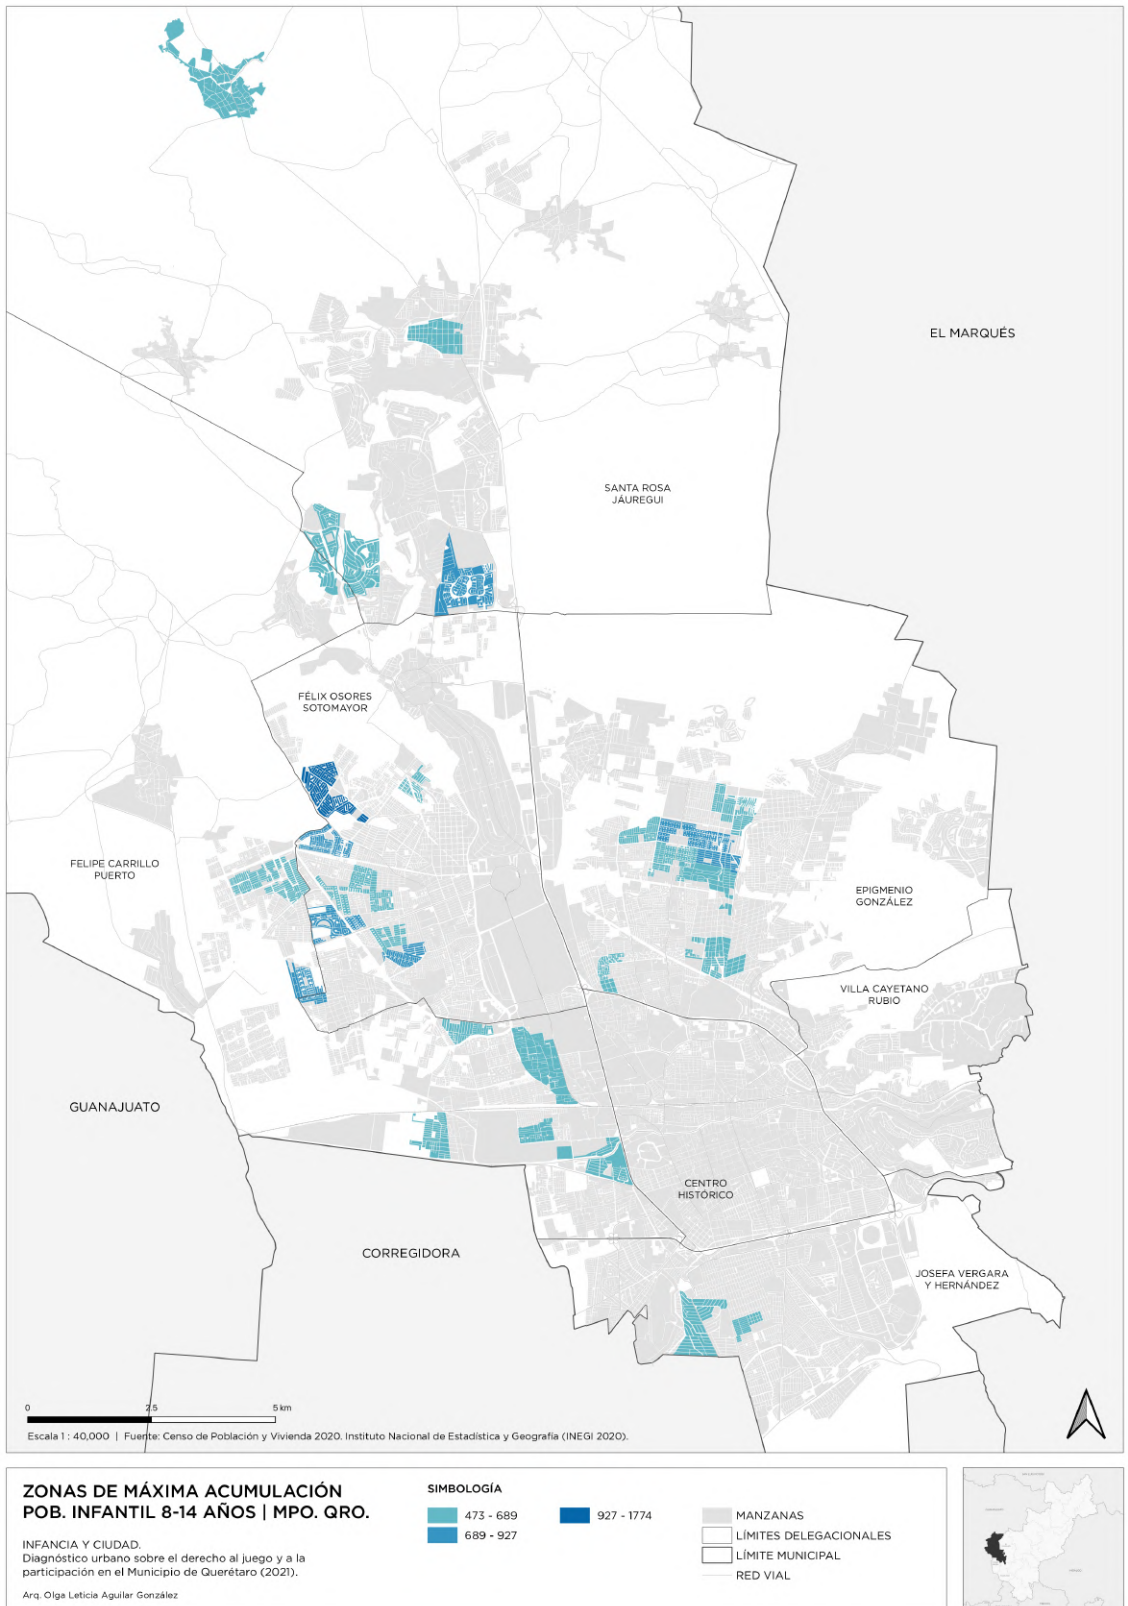 EL MARQUÉS
SANTA ROSA
JÁUREGUI
FÉLIX OSORES
SOTOMAYOR
FELIPE CARRILLO
PUERTO
EPIGMENIO
GONZÁLEZ
VILLA CAYETANO
RUBIO
GUANAJUATO
CENTRO
HISTÓRICO
CORREGIDORA
JOSEFA VERGARA
Y HERNÁNDEZ
0 2.5 5 km
Escala 1 : 40,000 | Fuente: Censo de Población y Vivienda 2020. Instituto Nacional de Estadística y Geografía (INEGI 2020).
ZONAS DE MÁXIMA ACUMULACIÓN
POB. INFANTIL 8-14 AÑOS | MPO. QRO.
INFANCIA Y CIUDAD.
Diagnóstico urbano sobre el derecho al juego y a la
participación en el Municipio de Querétaro (2021).
Arq. Olga Leticia Aguilar González
SIMBOLOGÍA
473 - 689
689 - 927
927 - 1774
MANZANAS
LÍMITES DELEGACIONALES
LÍMITE MUNICIPAL
RED VIAL